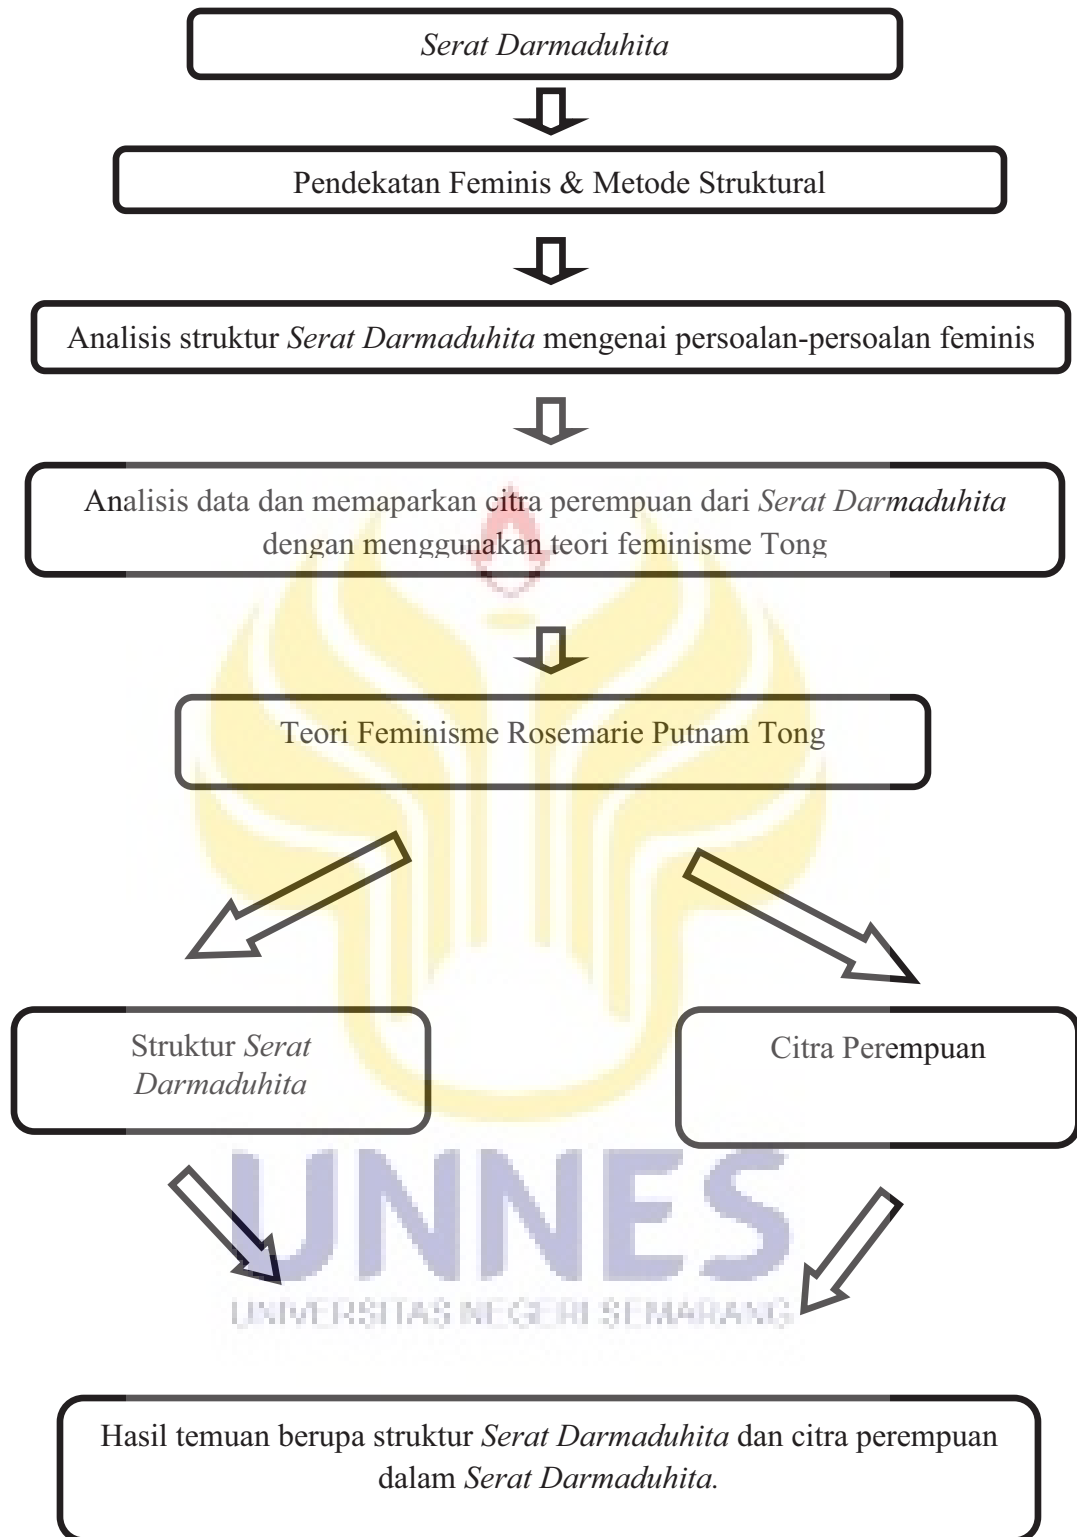 Serat Darmaduhita
Pendekatan Feminis & Metode Struktural
Analisis struktur Serat Darmaduhita mengenai persoalan-persoalan feminis
Analisis data dan memaparkan citra perempuan dari Serat Darmaduhita
dengan menggunakan teori feminisme Tong
Teori Feminisme Rosemarie Putnam Tong
Struktur Serat
Darmaduhita
Citra Perempuan
UNNES
UNIVERSITAS NEGERI SEMARANG
Hasil temuan berupa struktur Serat Darmaduhita dan citra perempuan
dalam Serat Darmaduhita.